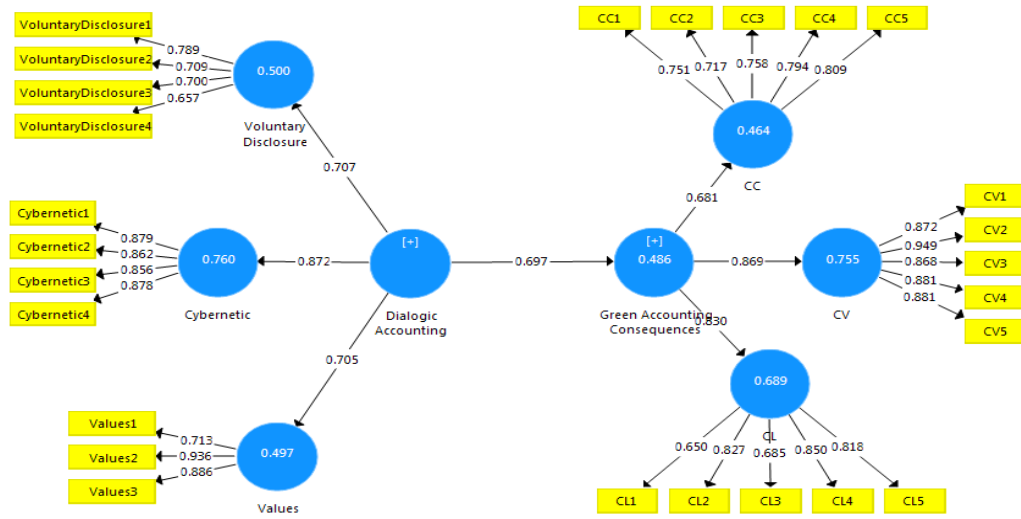 VoluntaryDisclosure1
VoluntaryDisclosure2
VoluntaryDisclosure3
VoluntaryDisclosure4
0.789
0.709
0.700
0.657
0.500
Voluntary
Disclosure
0.707
CC1
CC2
CC3
CC4
CC5
0.751
0.717
0.758
0.794
0.809
0.464
CC
0.681
Cybernetic1
Cybernetic2
Cybernetic3
Cybernetic4
0.879
0.862
0.856
0.878
0.760
Cybernetic
0.872
[+]
Dialogic
Accounting
0.697
[+]
0.486
Green Accounting
Consequences
0.869
0.755
CV
0.872
0.949
0.868
0.881
0.881
CV1
CV2
CV3
CV4
CV5
0.705
0.830
Values1
Values2
Values3
0.713
0.936
0.886
0.497
Values
0.689
CL
0.650
0.827
0.685
0.850
0.818
CL1
CL2
CL3
CL4
CL5